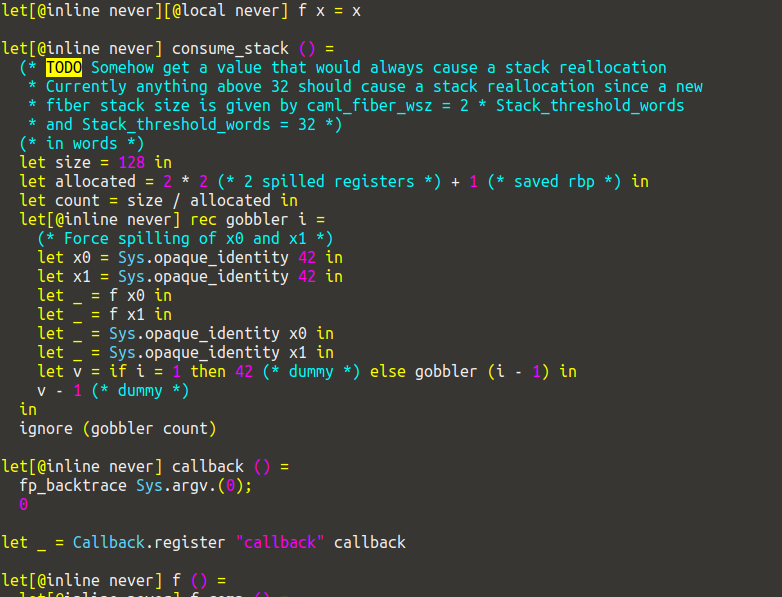 let[@inline never][@local never] f x = x
let[@inline never] consume_stack () =
  (* TODO Somehow get a value that would always cause a stack reallocation
   * Currently anything above 32 should cause a stack reallocation since a new
   * fiber stack size is given by caml_fiber_wsz = 2 * Stack_threshold_words
   * and Stack_threshold_words = 32 *)
  (* in words *)
  let size = 128 in
  let allocated = 2 * 2 (* 2 spilled registers *) + 1 (* saved rbp *) in
  let count = size / allocated in
  let[@inline never] rec gobbler i =
    (* Force spilling of x0 and x1 *)
    let x0 = Sys.opaque_identity 42 in
    let x1 = Sys.opaque_identity 42 in
    let _ = f x0 in
    let _ = f x1 in
    let _ = Sys.opaque_identity x0 in
    let _ = Sys.opaque_identity x1 in
    let v = if i = 1 then 42 (* dummy *) else gobbler (i - 1) in
    v - 1 (* dummy *)
  in
  ignore (gobbler count)
let[@inline never] callback () =
  fp_backtrace Sys.argv.(0);
  0
let _ = Callback.register "callback" callback
let[@inline never] f () =